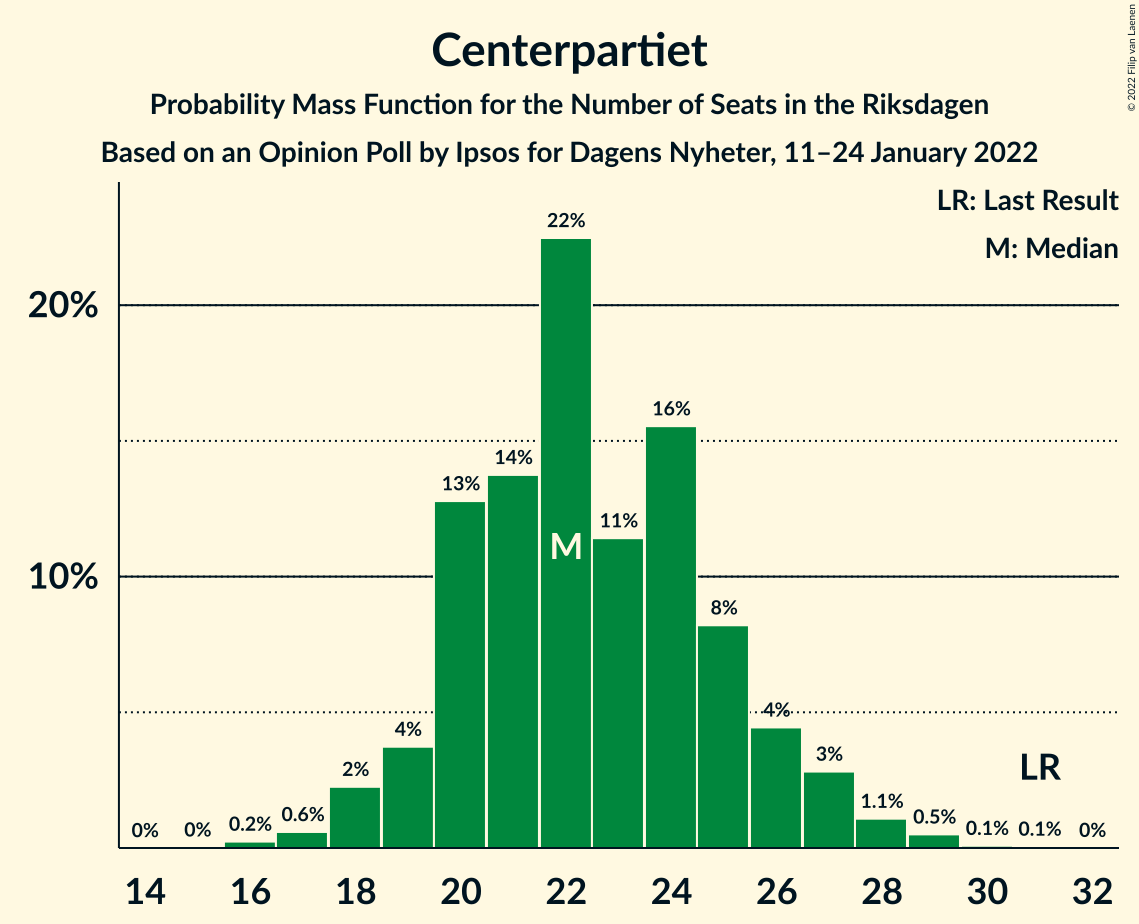 Centerpartiet
Probability Mass Function for the Number of Seats in the Riksdagen
Based on an Opinion Poll by Ipsos for Dagens Nyheter, 11–24 January 2022
© 2022 Filip van Laenen
LR: Last Result
M: Median
20%
10%
0%
0%
0.2%
0.6%
2%
4%
13%
14%
22%
M
11%
16%
8%
4%
3%
1.1%
0.5%
0.1%
0.1%
LR
0%
14 16 18 20 22 24 26 28 30 32